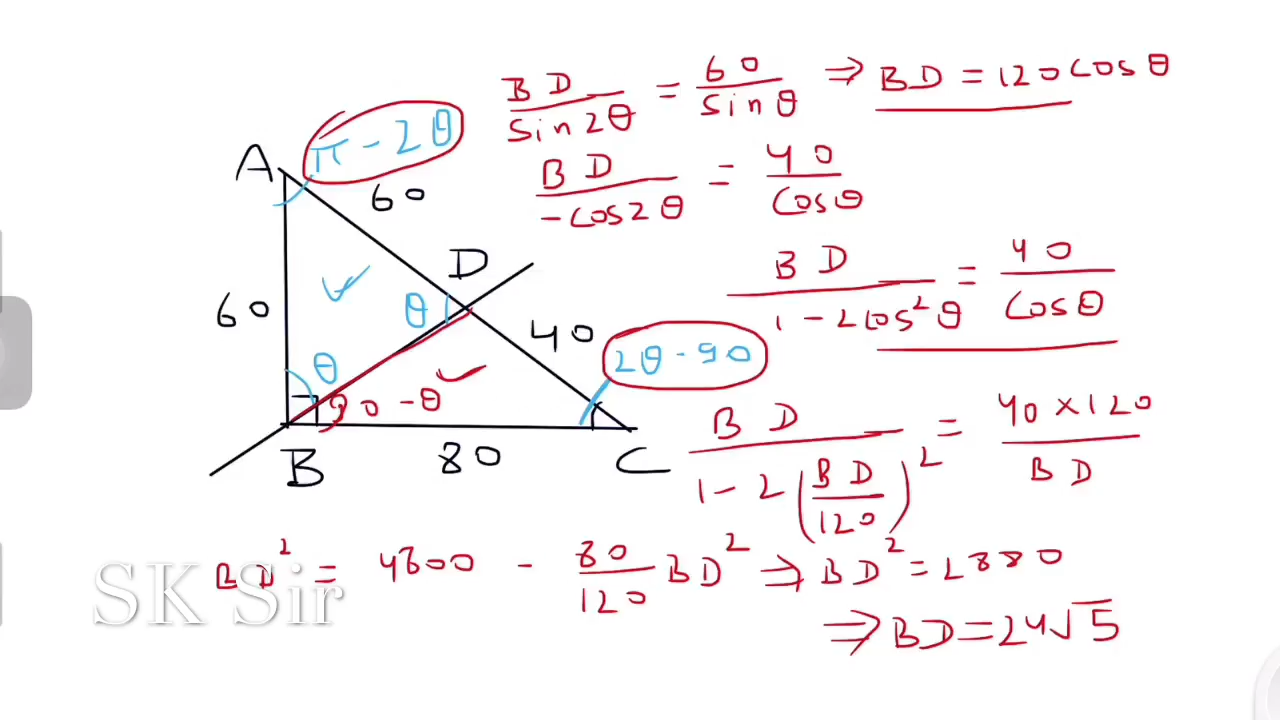 BD/sin2θ = 60/sinθ ⇒ BD = 120cosθ
BD/-cos2θ = 40/cosθ
BD/1-2cos²θ = 40/cosθ
BD/1-2(BD/120)² = 40×120/BD
BD² = 4800 - 80/120 BD² ⇒ BD² = 2880
⇒ BD = 24√5
A
π-2θ
60
D
60
θ
40
2θ-90
θ
90-θ
B
80
C
SK Sir